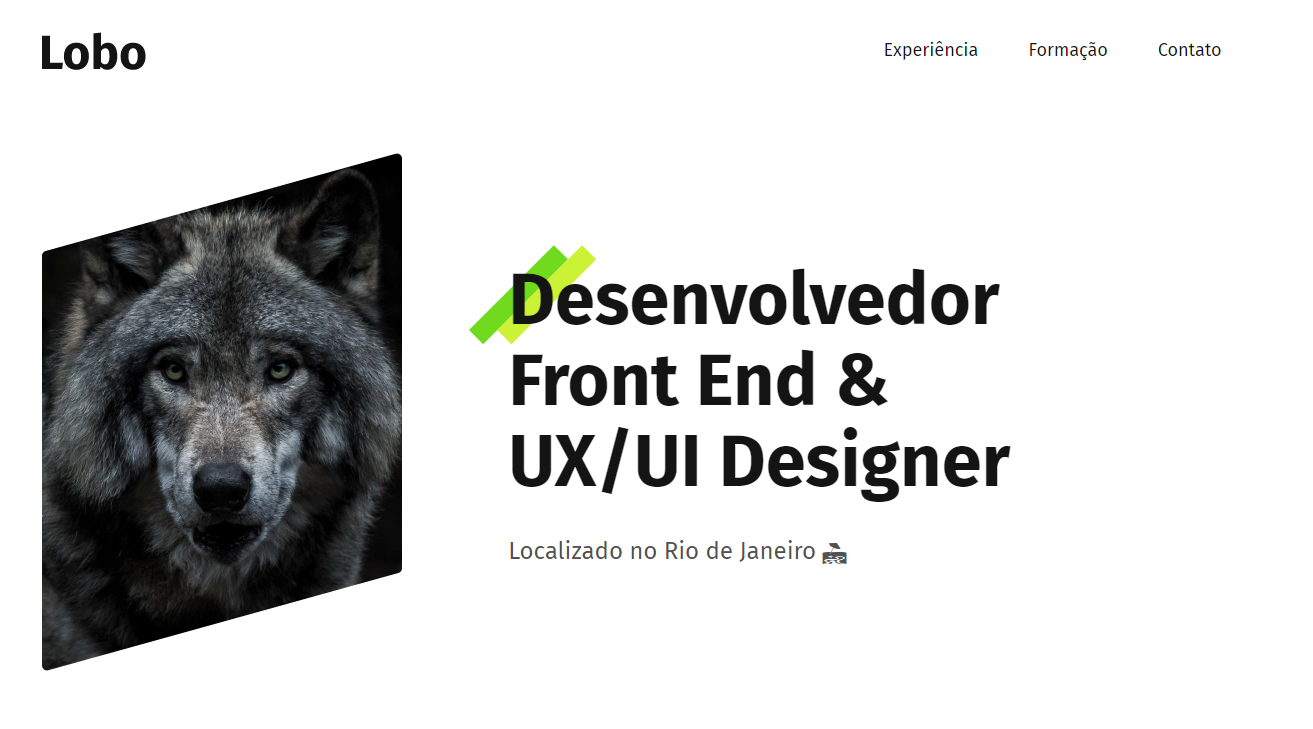 Lobo
Experiência Formação Contato
Desenvolvedor
Front End &
UX/UI Designer
Localizado no Rio de Janeiro 🏖